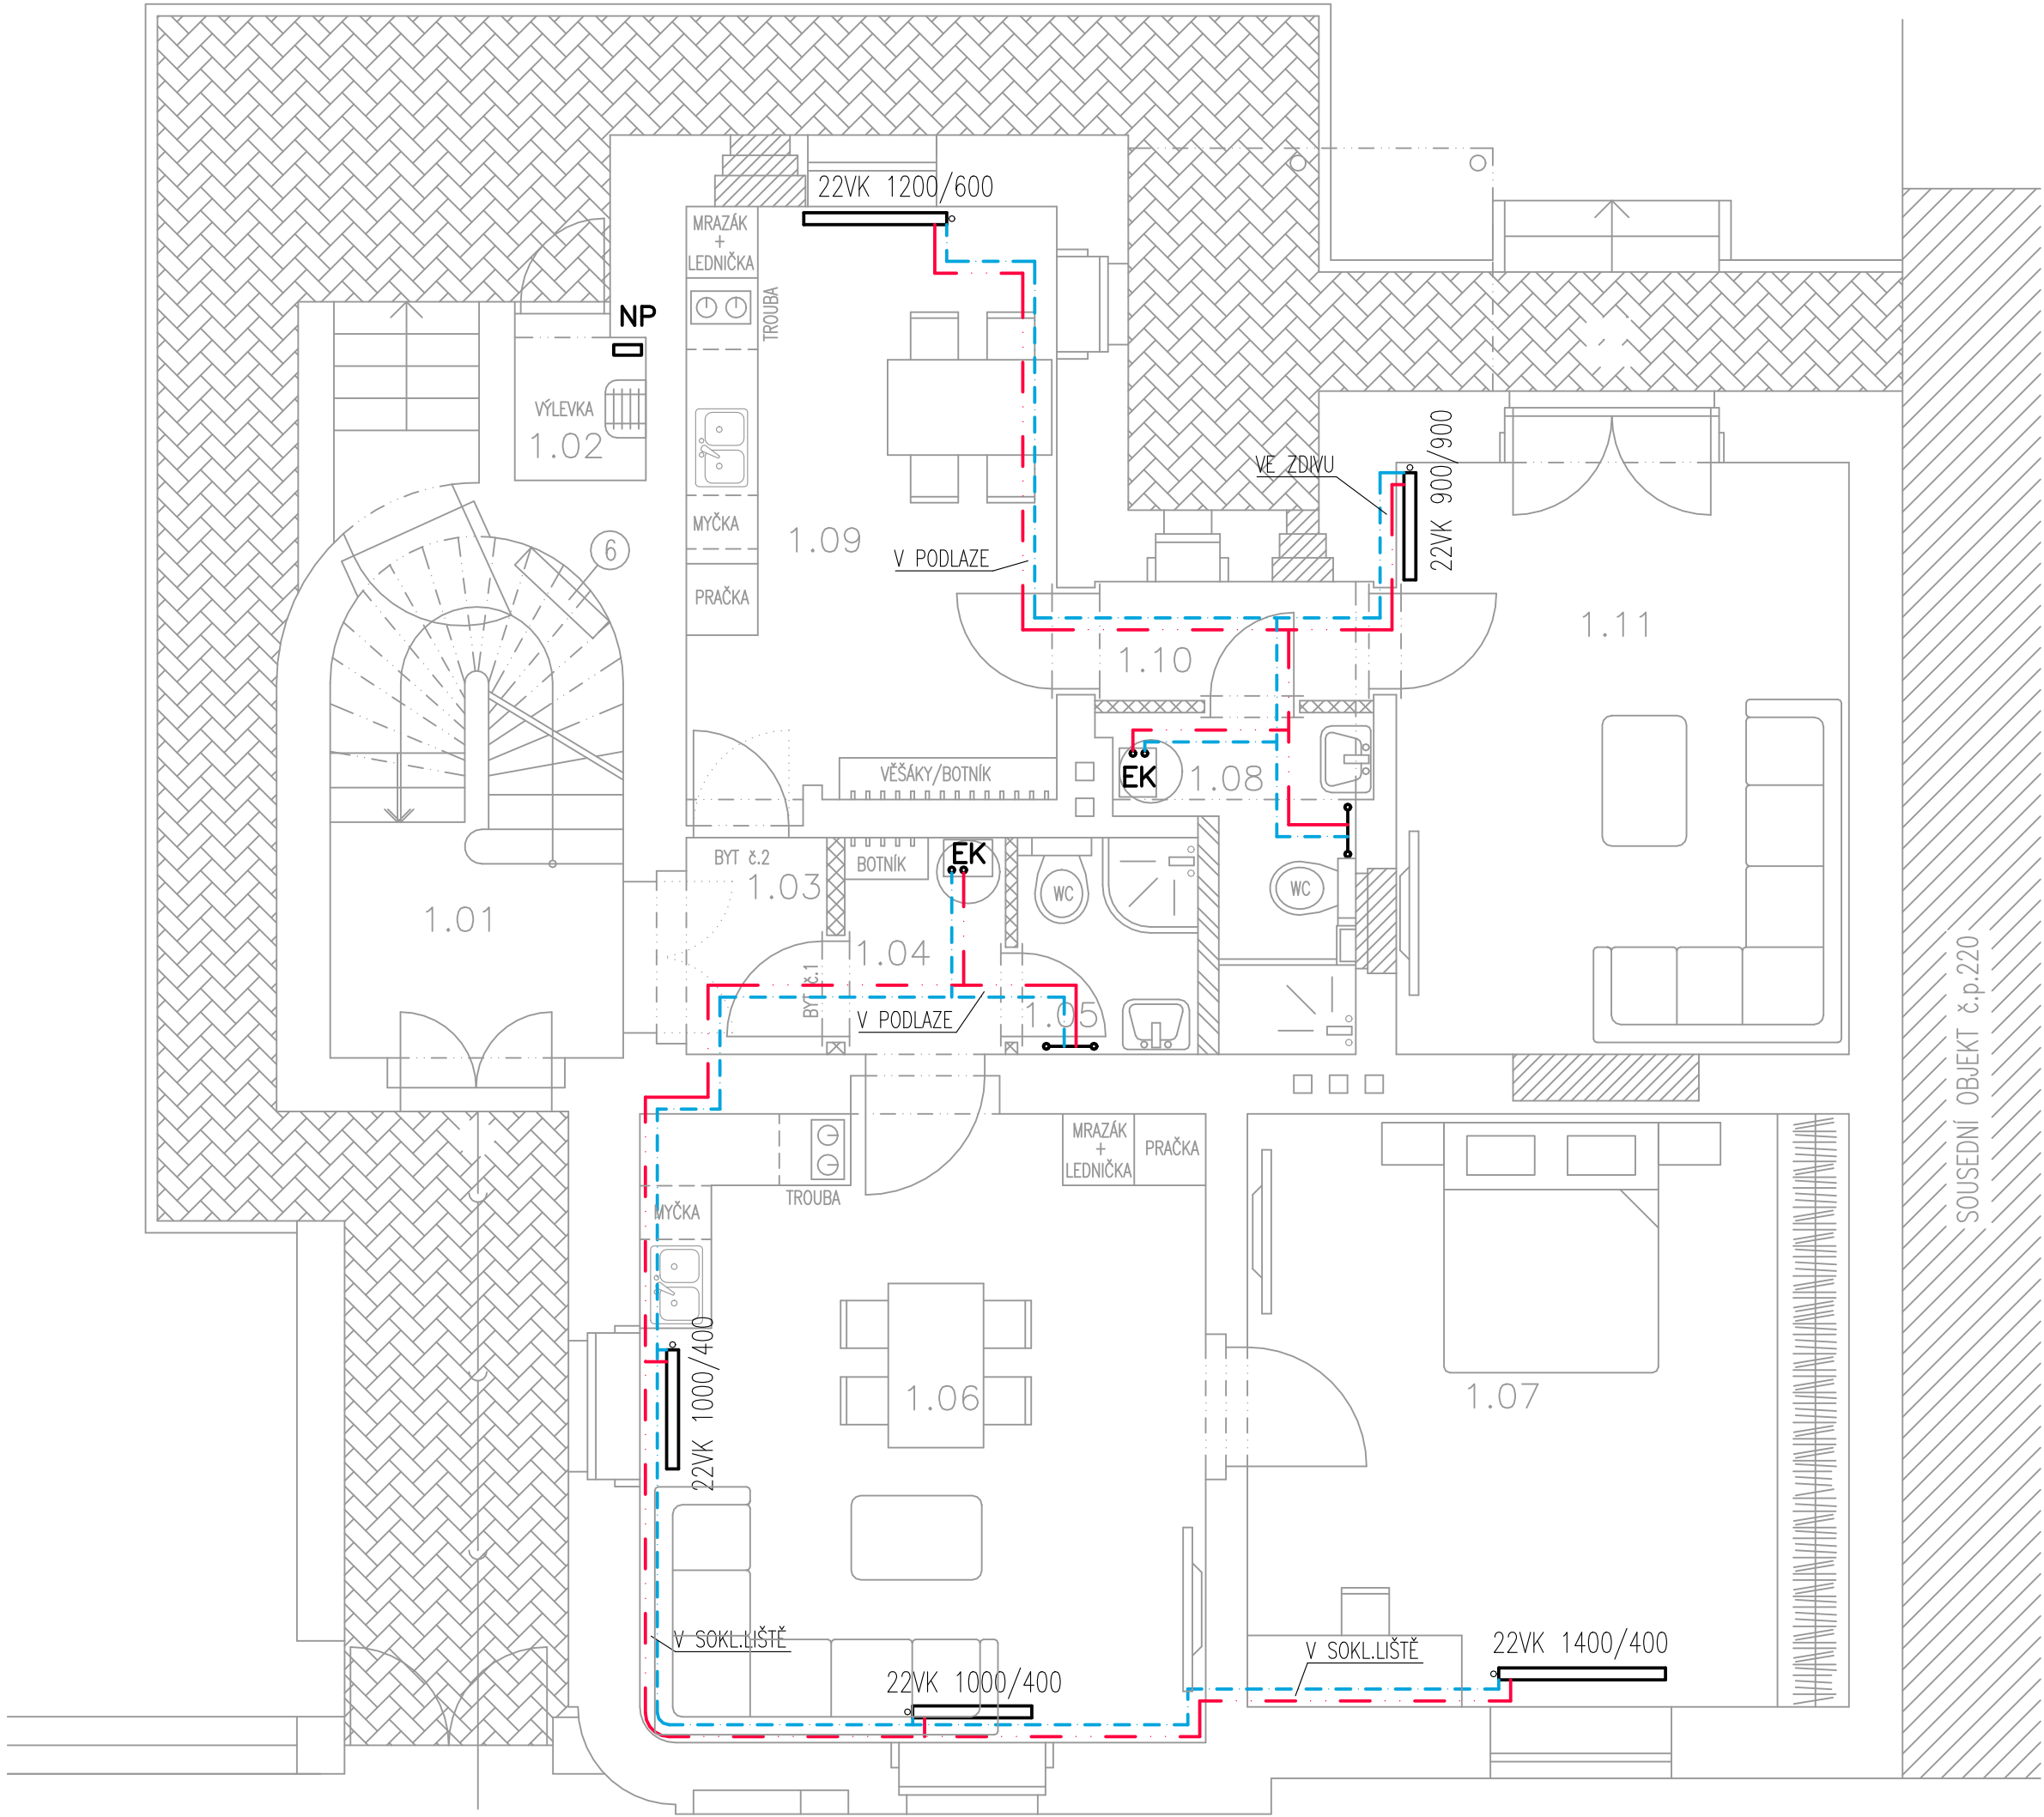 22VK 1200/600
MRAZÁK
+
LEDNIČKA
TROUBA
NP
VÝLEVKA
1.02
6
MYČKA
1.09
V PODLAZE
PRAČKA
VE ZDIVU
22VK 900/900
1.11
1.10
VĚŠÁKY/BOTNÍK
EK
1.08
BYT č.2
1.03
BOTNÍK
EK
WC
WC
1.01
1.04
BYT č.1
V PODLAZE
1.05
SOUSEDNÍ OBJEKT č.p.220
MRAZÁK
+
LEDNIČKA
PRAČKA
TROUBA
MYČKA
22VK 1000/400
1.06
1.07
V SOKL.LIŠTĚ
22VK 1000/400
V SOKL.LIŠTĚ
22VK 1400/400